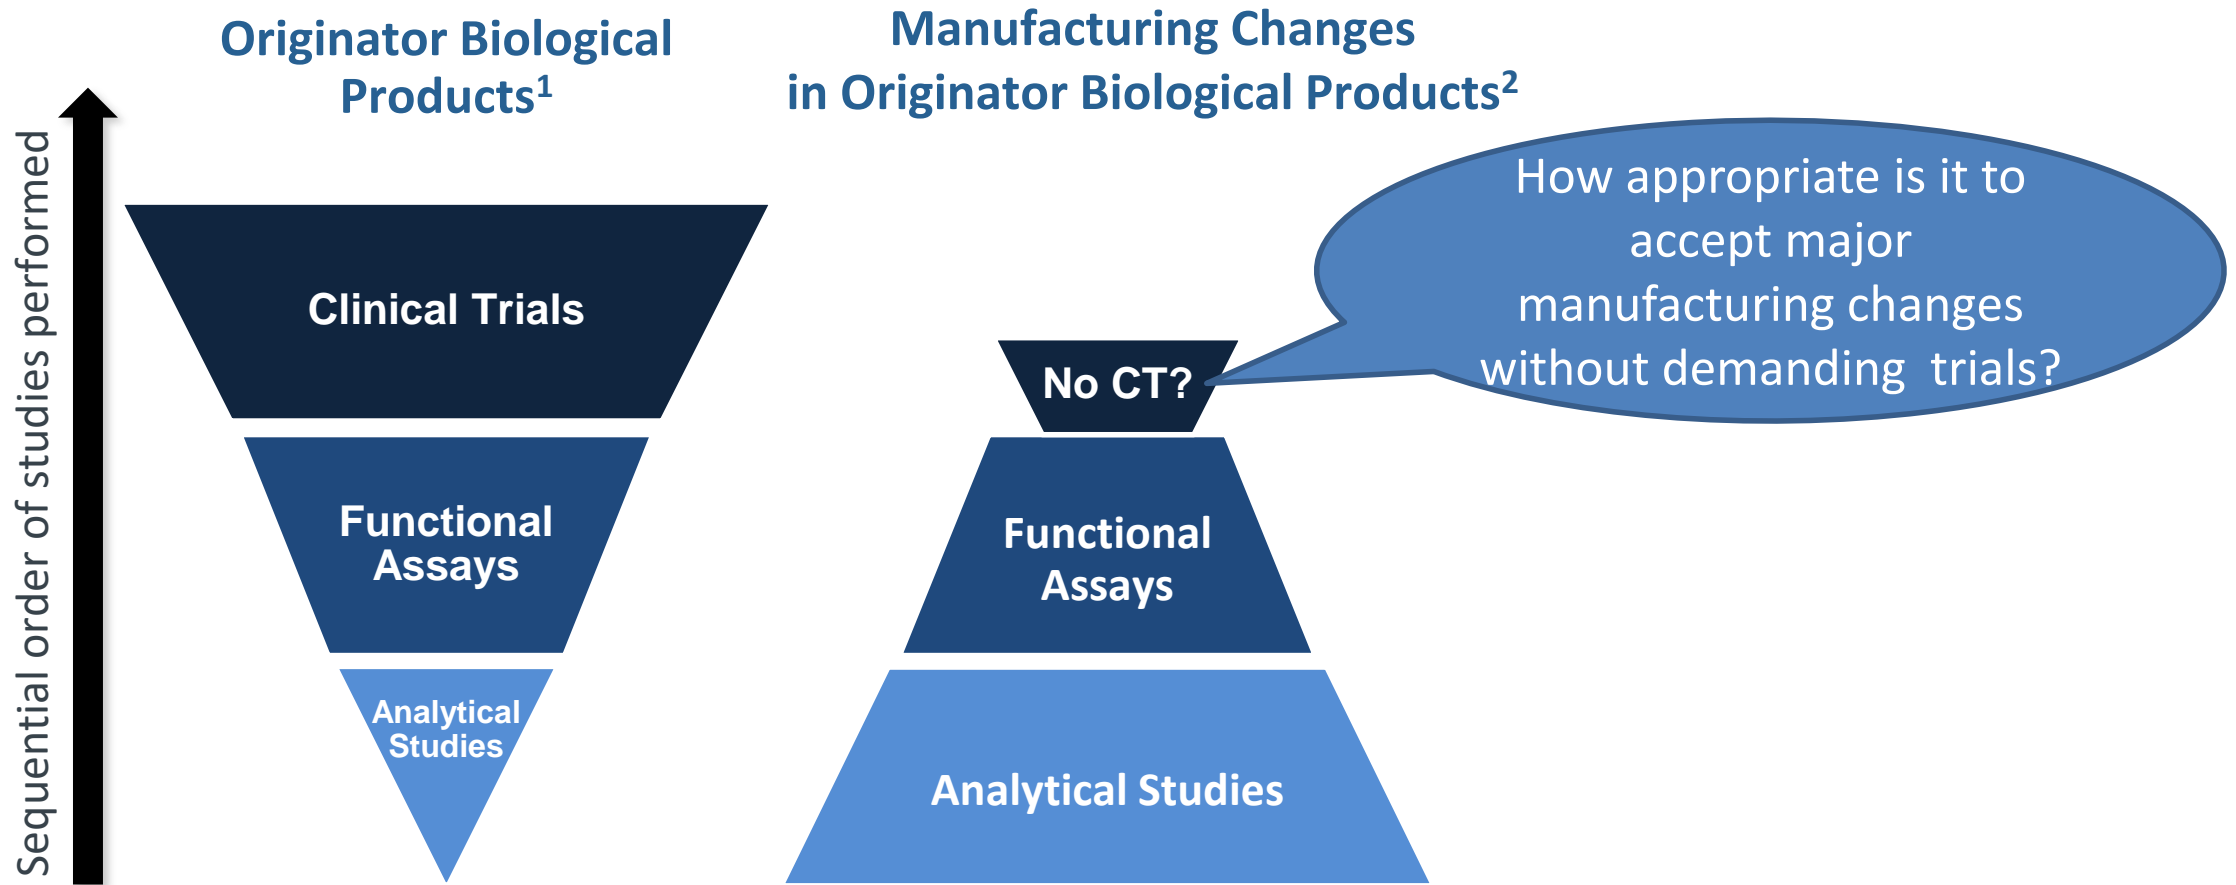 Originator Biological
Products¹
Manufacturing Changes
in Originator Biological Products²
Sequential order of studies performed
Clinical Trials
Functional
Assays
Analytical
Studies
No CT?
Functional
Assays
Analytical Studies
How appropriate is it to
accept major
manufacturing changes
without demanding  trials?